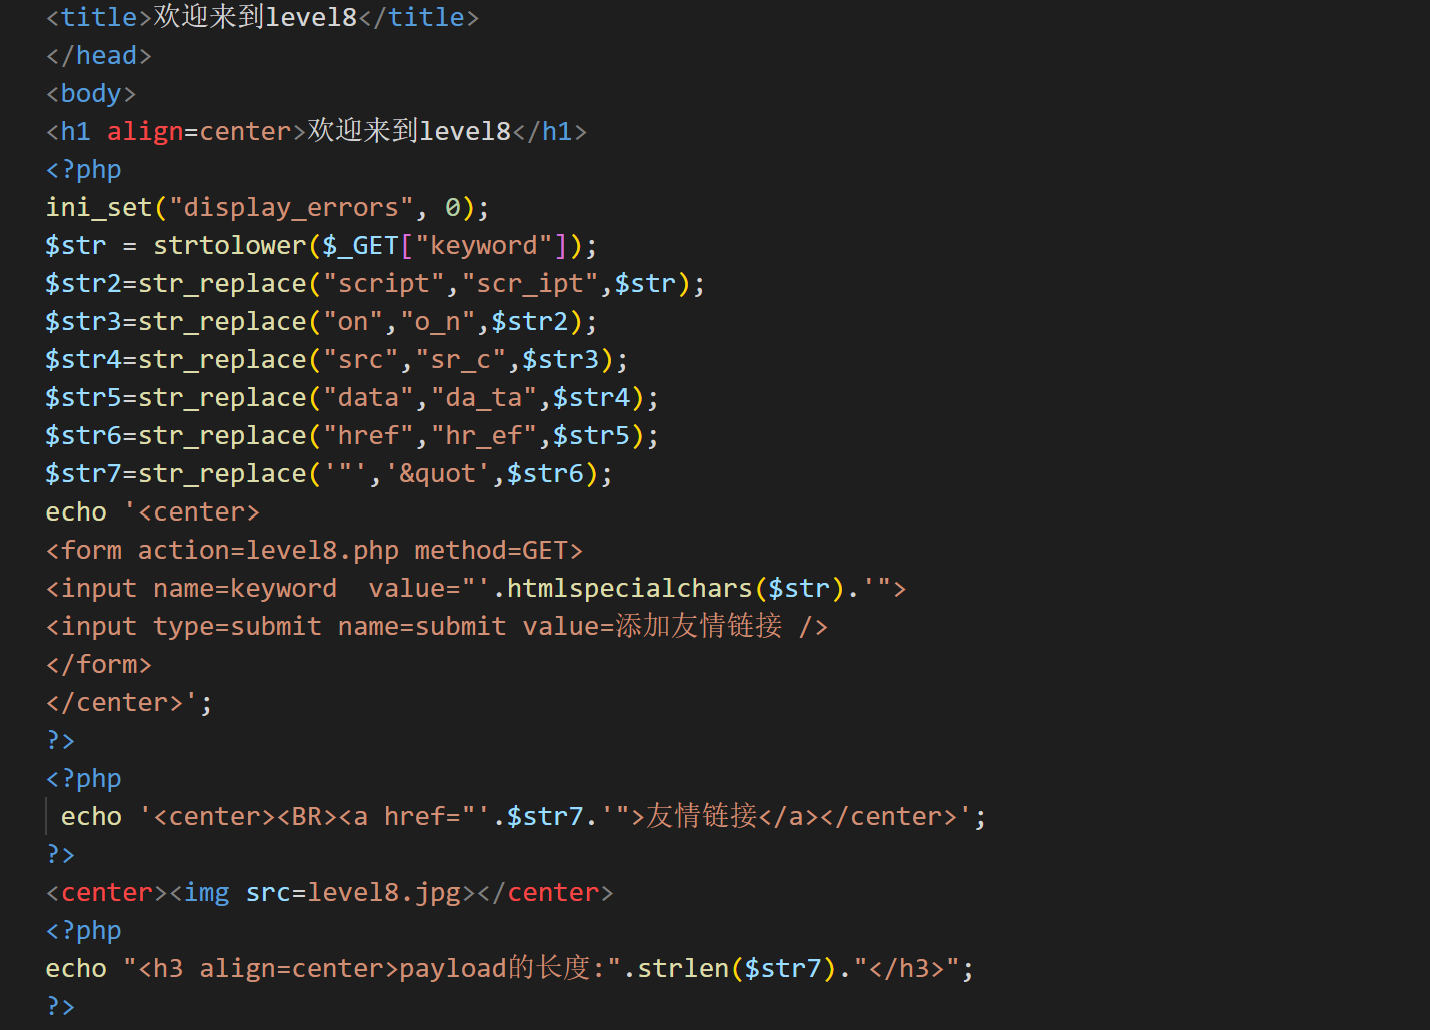 <title>欢迎来到level8</title>
</head>
<body>
<h1 align=center>欢迎来到level8</h1>
<?php
ini_set("display_errors", 0);
$str = strtolower($_GET["keyword"]);
$str2=str_replace("script","scr_ipt",$str);
$str3=str_replace("on","o_n",$str2);
$str4=str_replace("src","sr_c",$str3);
$str5=str_replace("data","da_ta",$str4);
$str6=str_replace("href","hr_ef",$str5);
$str7=str_replace('"','&quot',$str6);
echo '<center>
<form action=level8.php method=GET>
<input name=keyword  value="'.htmlspecialchars($str).'">
<input type=submit name=submit value=添加友情链接 />
</form>
</center>';
?>
<?php
 echo '<center><BR><a href="'.$str7.'">友情链接</a></center>';
?>
<center><img src=level8.jpg></center>
<?php
echo "<h3 align=center>payload的长度:".strlen($str7)."</h3>";
?>